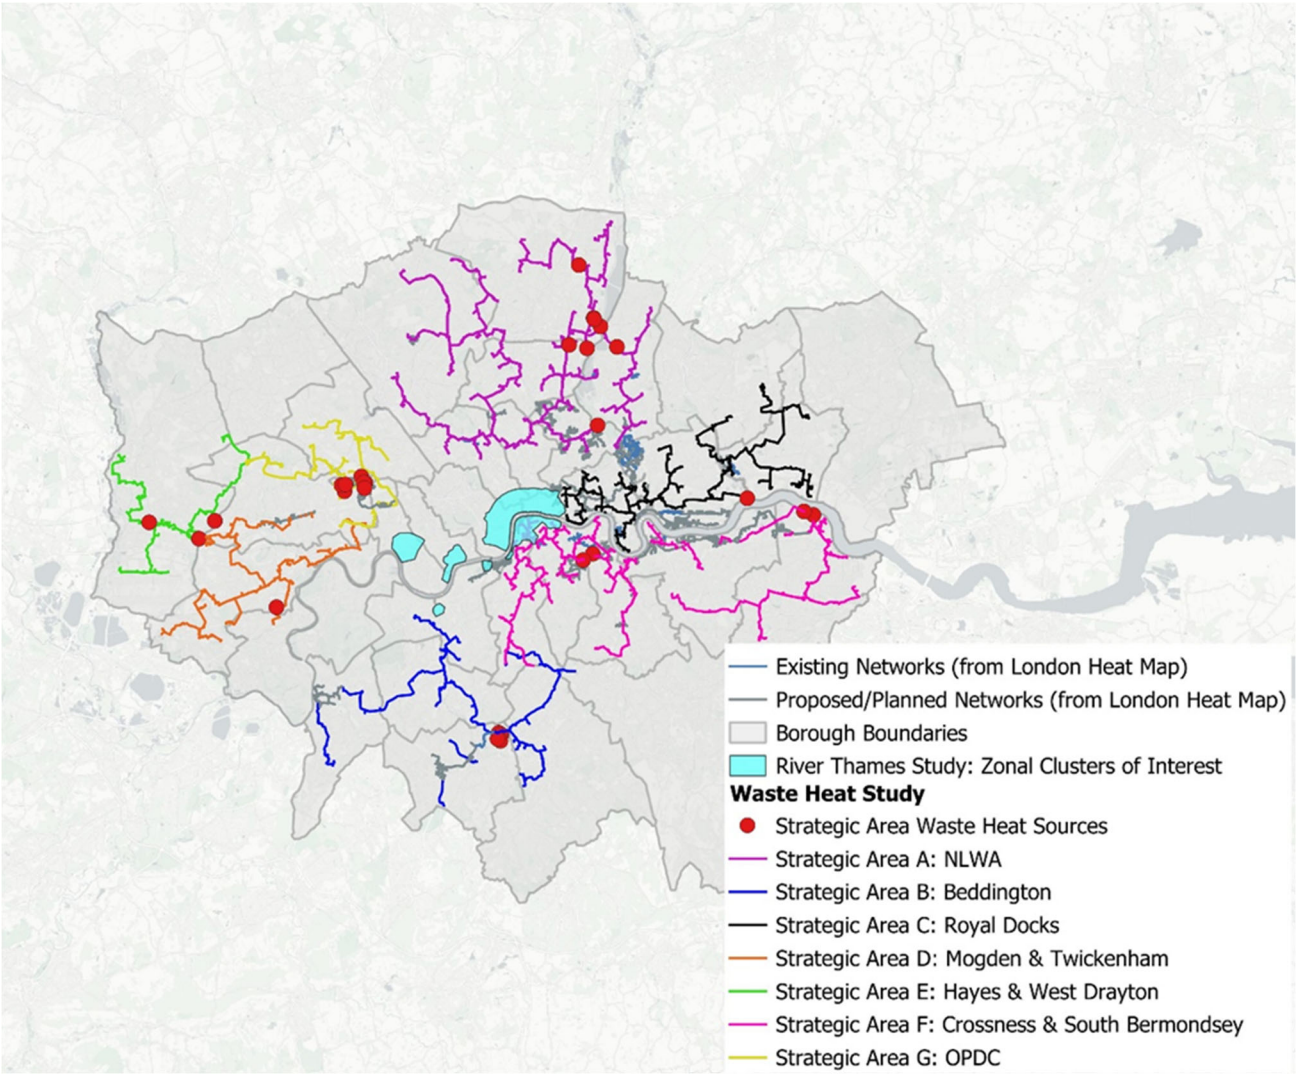 Existing Networks (from London Heat Map)
Proposed/Planned Networks (from London Heat Map)
Borough Boundaries
River Thames Study: Zonal Clusters of Interest
Waste Heat Study
Strategic Area Waste Heat Sources
Strategic Area A: NLWA
Strategic Area B: Beddington
Strategic Area C: Royal Docks
Strategic Area D: Mogden & Twickenham
Strategic Area E: Hayes & West Drayton
Strategic Area F: Crossness & South Bermondsey
Strategic Area G: OPDC